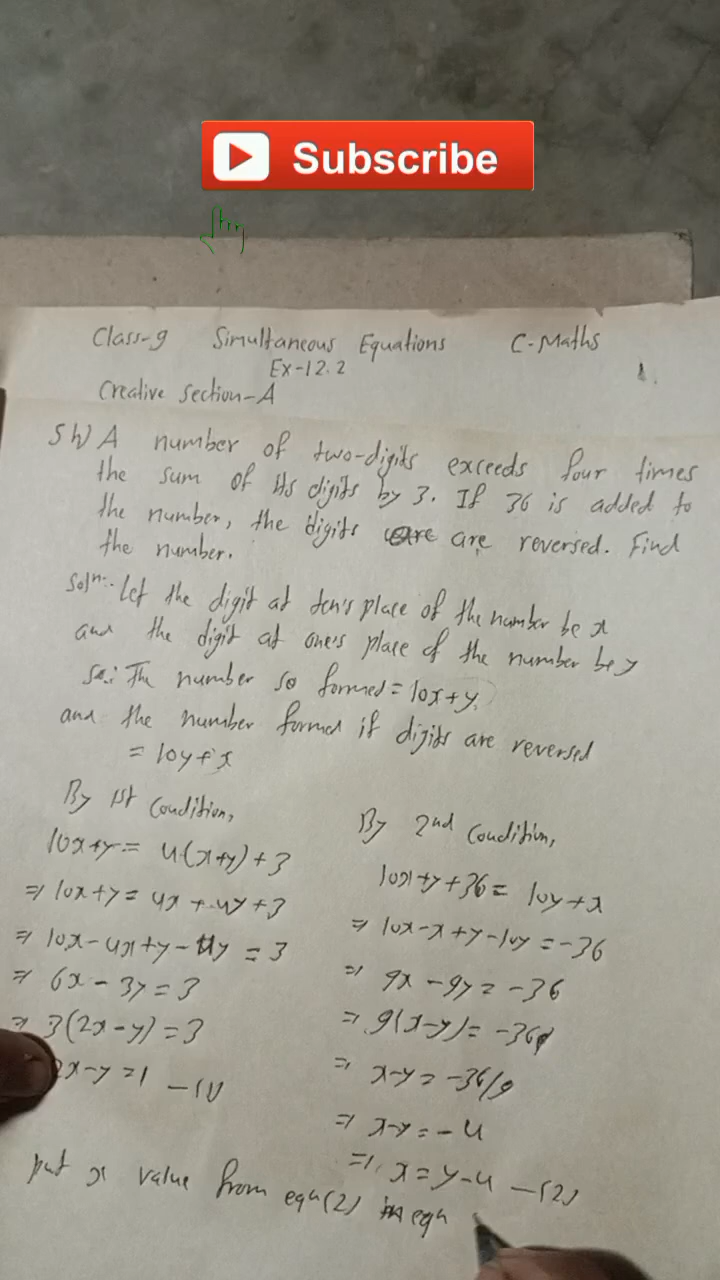 Subscribe
Class-9 Simultaneous Equations C-Maths
Ex-12.2
Creative Section-A
5 A number of two-digits exceeds four times
the sum of its digits by 3. If 36 is added to
the number, the digits are are reversed. Find
the number.
Solⁿ:- Let the digit at ten's place of the number be x
and the digit at one's place of the number be y
The number so formed = 10x+y
and the number formed if digits are reversed
= 10y+x
By 1st Condition,
10x+y = 4(x+y)+3
⇒ 10x+y = 4x+4y+3
⇒ 10x-4x+y-4y = 3
⇒ 6x-3y=3
⇒ 3(2x-y)=3
2x-y=1 -(1)
By 2nd Condition,
10x+y+36 = 10y+x
⇒ 10x-x+y-10y = -36
⇒ 9x-9y = -36
⇒ 9(x-y) = -36
⇒ x-y = -36/9
⇒ x-y = -4
⇒ x = y-4 -(2)
put x value from equ(2) in equ